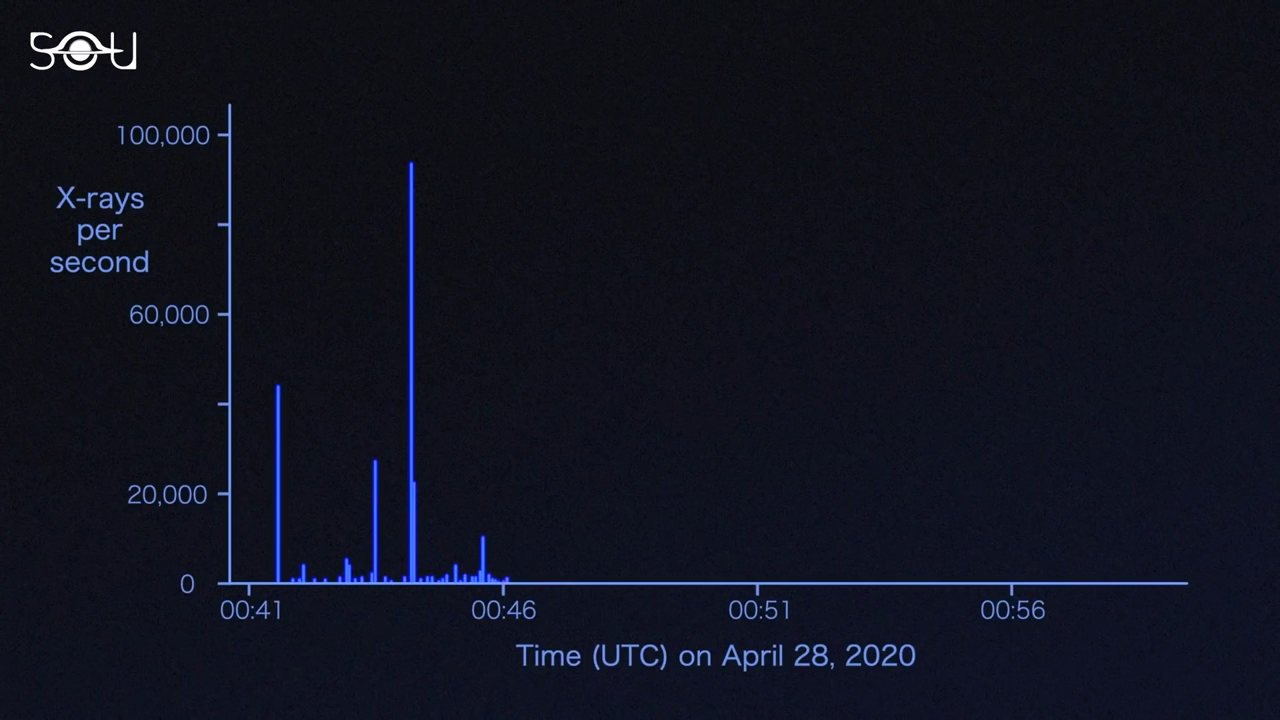 SOU
100,000
X-rays
per
second
60,000
20,000
0
00:41 00:46 00:51 00:56
Time (UTC) on April 28, 2020